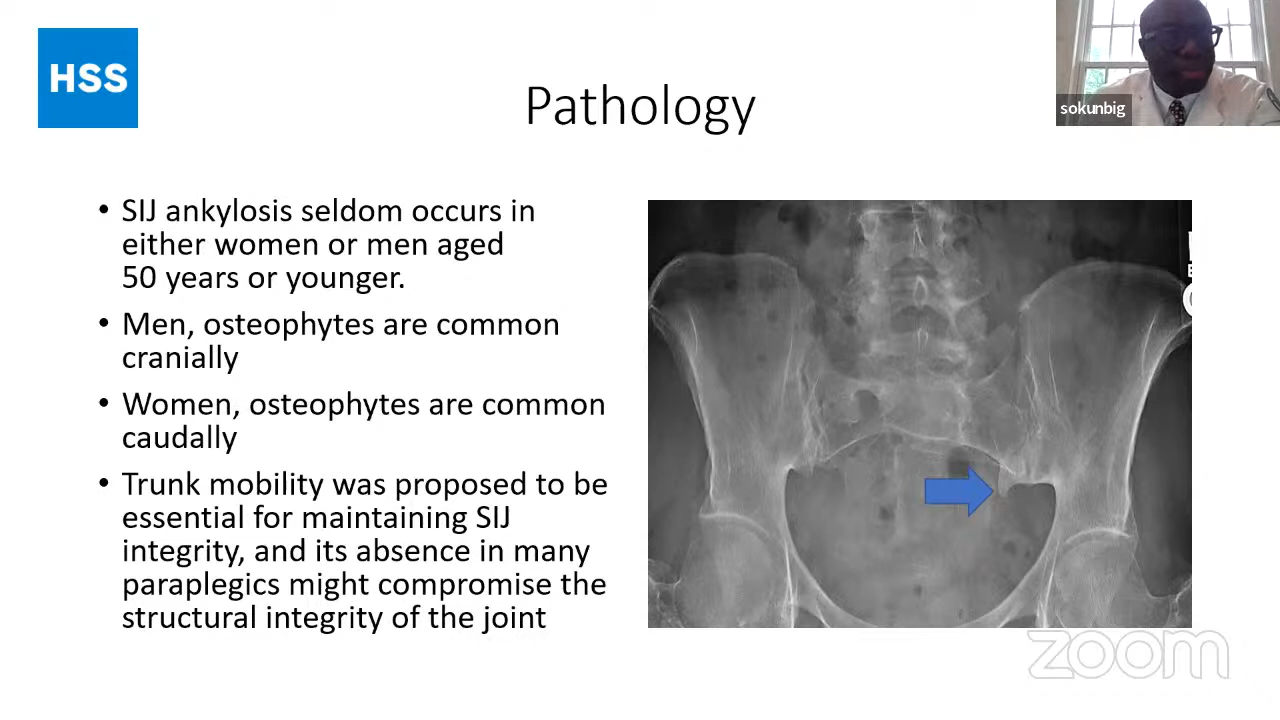 HSS
Pathology
sokunbig
• SIJ ankylosis seldom occurs in
either women or men aged
50 years or younger.
• Men, osteophytes are common
cranially
• Women, osteophytes are common
caudally
• Trunk mobility was proposed to be
essential for maintaining SIJ
integrity, and its absence in many
paraplegics might compromise the
structural integrity of the joint
zoom